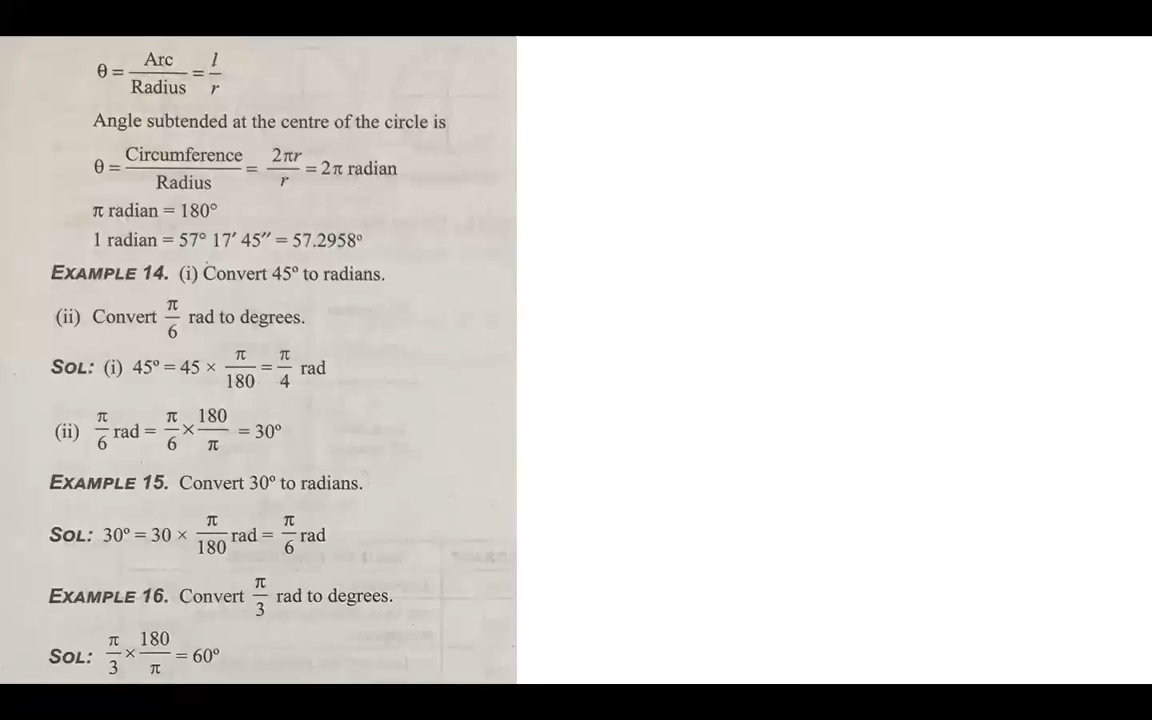 θ = Arc / Radius = l / r
Angle subtended at the centre of the circle is
θ = Circumference / Radius = 2πr / r = 2π radian
π radian = 180°
1 radian = 57° 17′ 45″ = 57.2958°
EXAMPLE 14. (i) Convert 45° to radians.
(ii) Convert π/6 rad to degrees.
SOL: (i) 45° = 45 × π/180 = π/4 rad
(ii) π/6 rad = π/6 × 180/π = 30°
EXAMPLE 15. Convert 30° to radians.
SOL: 30° = 30 × π/180 rad = π/6 rad
EXAMPLE 16. Convert π/3 rad to degrees.
SOL: π/3 × 180/π = 60°